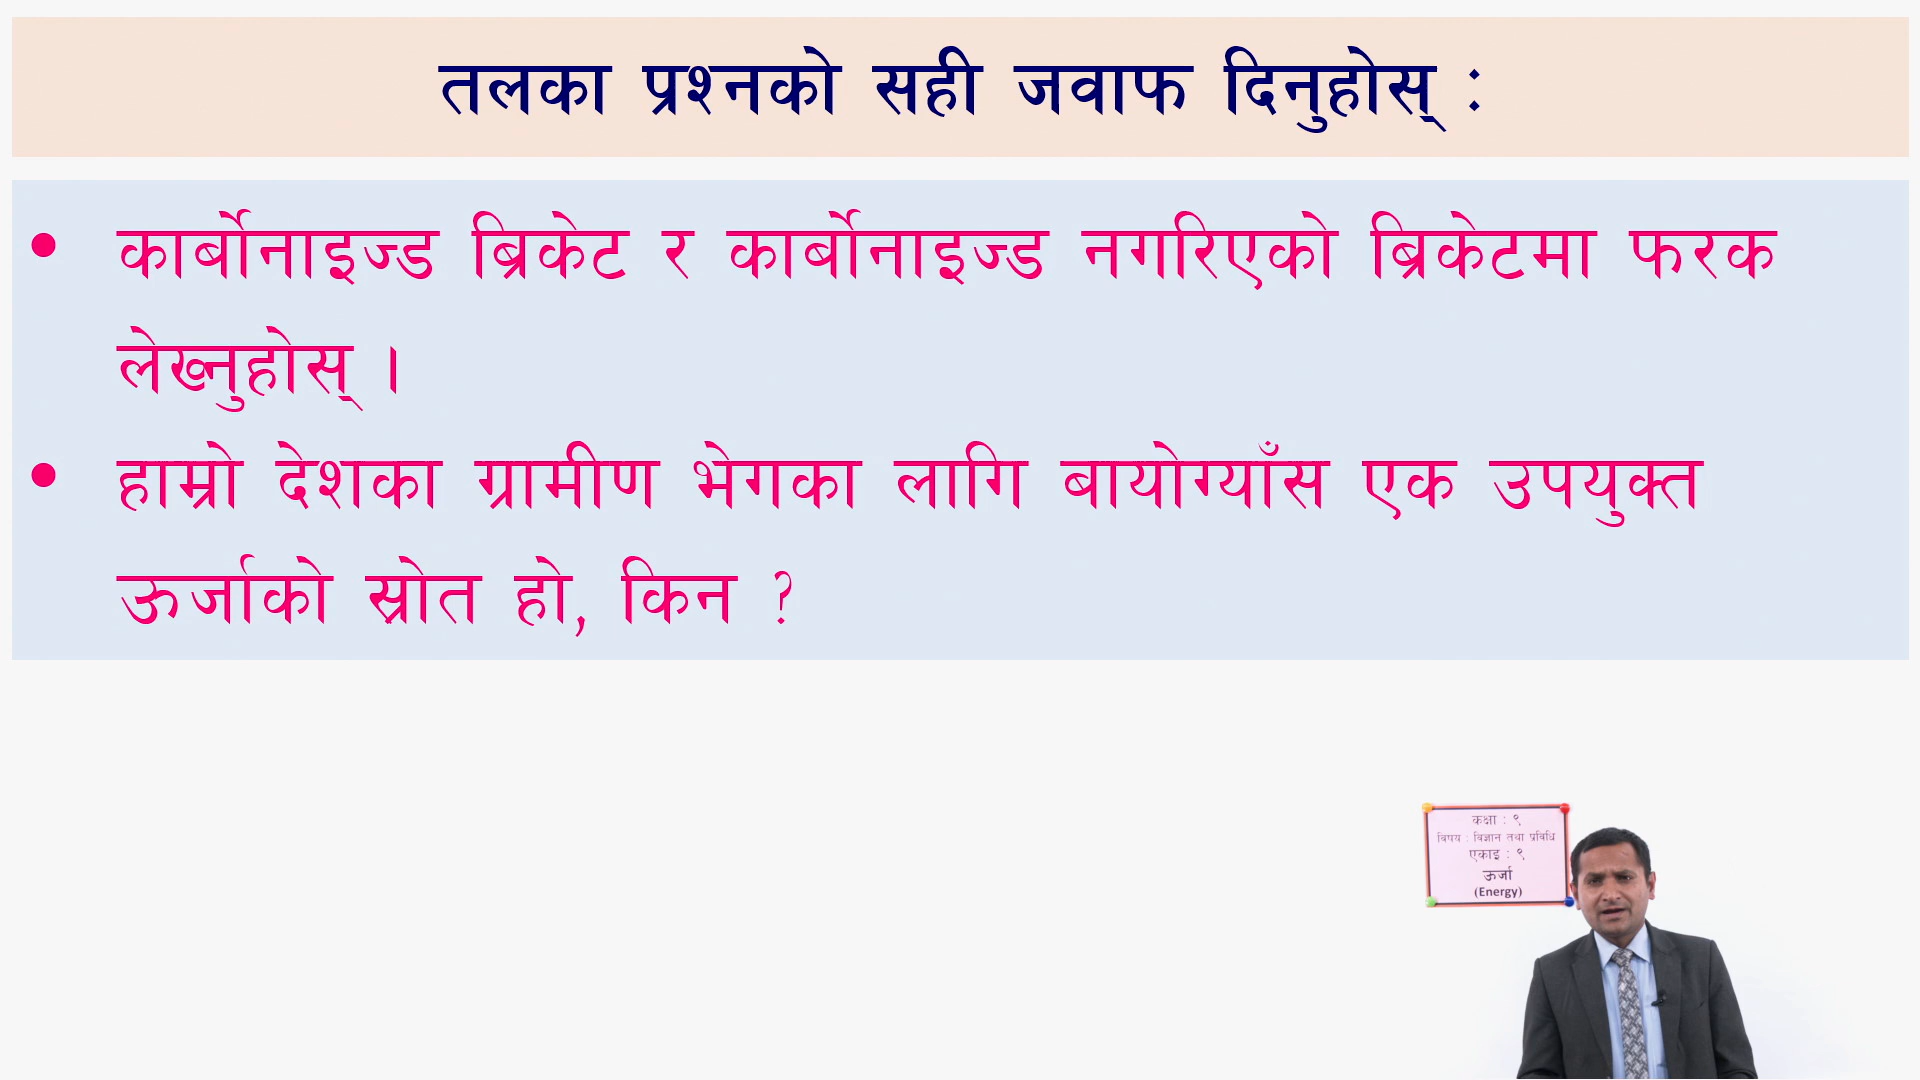 तलका प्रश्नको सही जवाफ दिनुहोस् :
• कार्बोनाइज्ड ब्रिकेट र कार्बोनाइज्ड नगरिएको ब्रिकेटमा फरक
लेख्नुहोस् ।
• हाम्रो देशका ग्रामीण भेगका लागि बायोग्याँस एक उपयुक्त
ऊर्जाको स्रोत हो, किन ?
कक्षा : ९
विषय : विज्ञान तथा प्रविधि
एकाइ : ९
ऊर्जा
(Energy)